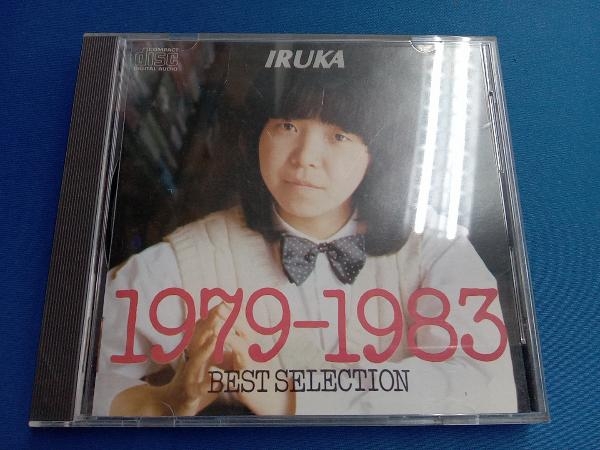 COMPACT
DISC
DIGITAL AUDIO
IRUKA
1979-1983
BEST SELECTION